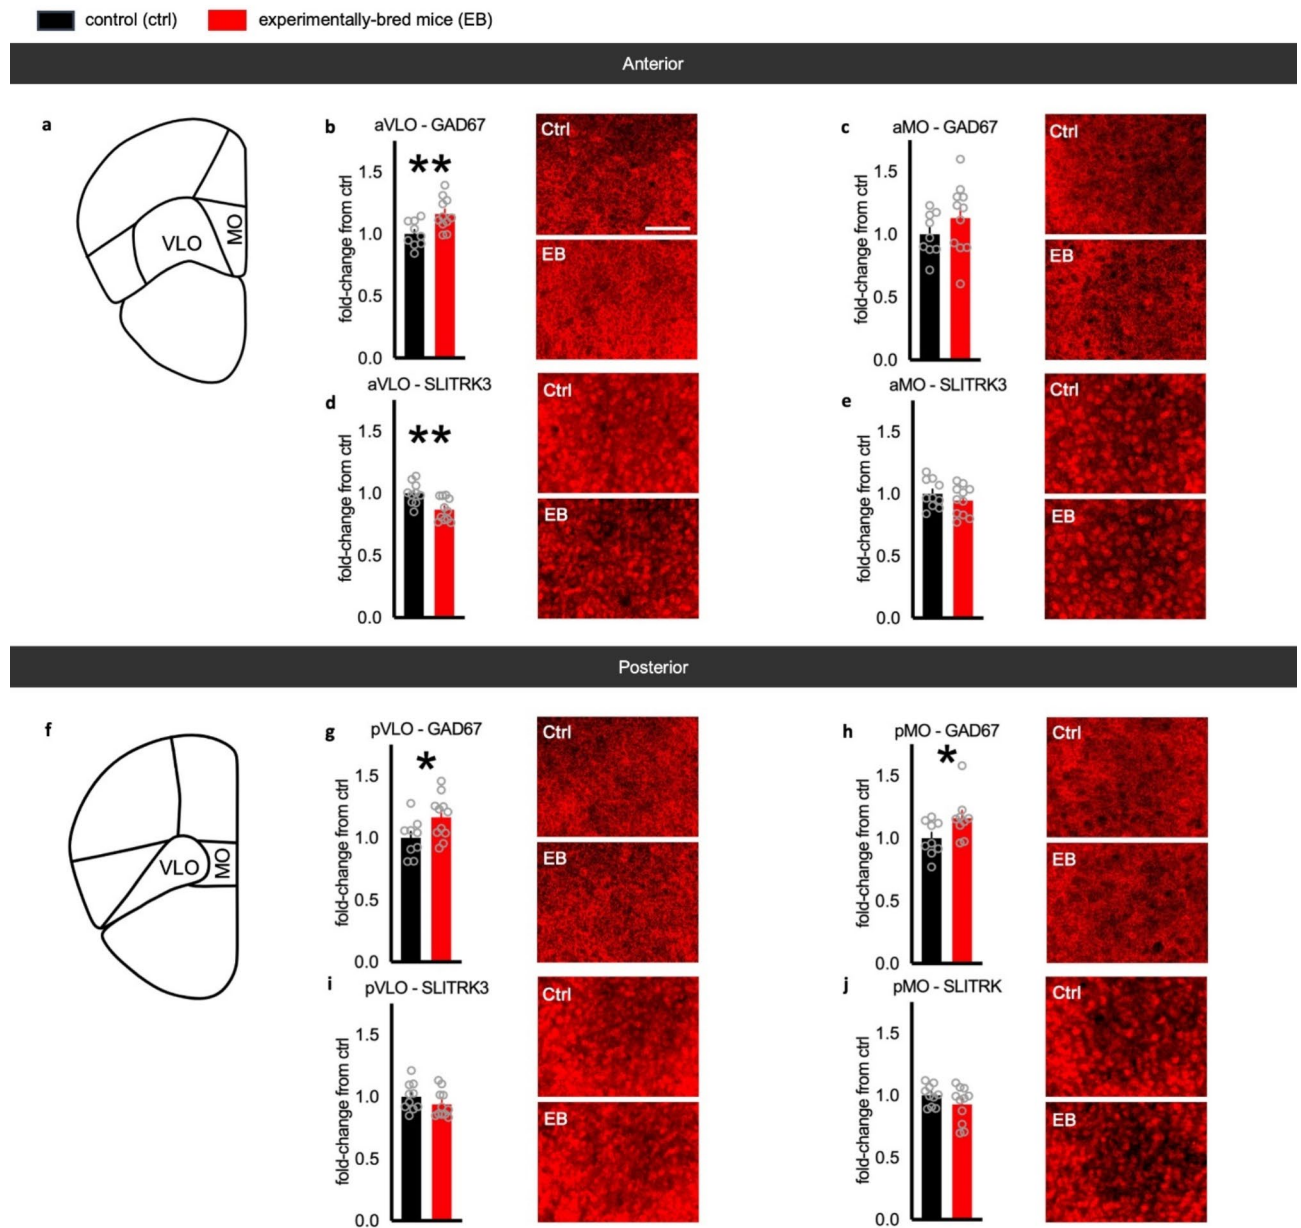 control (ctrl) experimentally-bred mice (EB)
Anterior
a
VLO
MO
b aVLO - GAD67
**
fold-change from ctrl
1.5
1.0
0.5
0.0
Ctrl
EB
c aMO - GAD67
fold-change from ctrl
1.5
1.0
0.5
0.0
Ctrl
EB
d aVLO - SLITRK3
**
fold-change from ctrl
1.5
1.0
0.5
0.0
Ctrl
EB
e aMO - SLITRK3
fold-change from ctrl
1.5
1.0
0.5
0.0
Ctrl
EB
Posterior
f
VLO
MO
g pVLO - GAD67
*
fold-change from ctrl
1.5
1.0
0.5
0.0
Ctrl
EB
h pMO - GAD67
*
fold-change from ctrl
1.5
1.0
0.5
0.0
Ctrl
EB
i pVLO - SLITRK3
fold-change from ctrl
1.5
1.0
0.5
0.0
Ctrl
EB
j pMO - SLITRK
fold-change from ctrl
1.5
1.0
0.5
0.0
Ctrl
EB